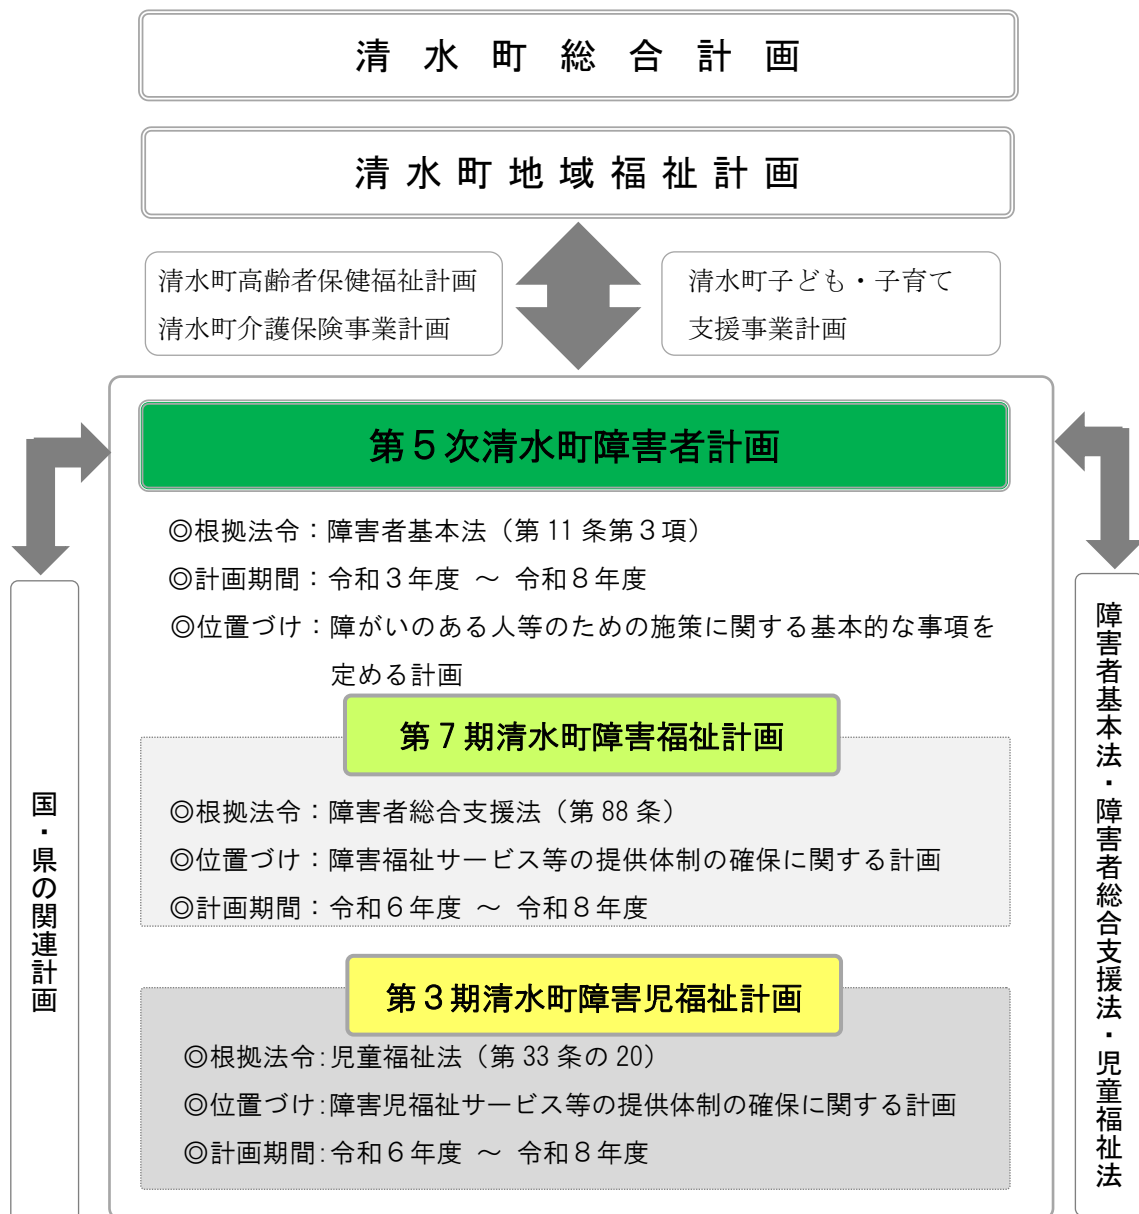 清水町総合計画
清水町地域福祉計画
清水町高齢者保健福祉計画
清水町介護保険事業計画
清水町子ども・子育て
支援事業計画
第５次清水町障害者計画
◎根拠法令：障害者基本法（第11条第３項）
◎計画期間：令和３年度 ～ 令和８年度
◎位置づけ：障がいのある人等のための施策に関する基本的な事項を
定める計画
第７期清水町障害福祉計画
◎根拠法令：障害者総合支援法（第88条）
◎位置づけ：障害福祉サービス等の提供体制の確保に関する計画
◎計画期間：令和６年度 ～ 令和８年度
第３期清水町障害児福祉計画
◎根拠法令:児童福祉法（第33条の20）
◎位置づけ:障害児福祉サービス等の提供体制の確保に関する計画
◎計画期間:令和６年度 ～ 令和８年度
国・県の関連計画
障害者基本法・障害者総合支援法・児童福祉法